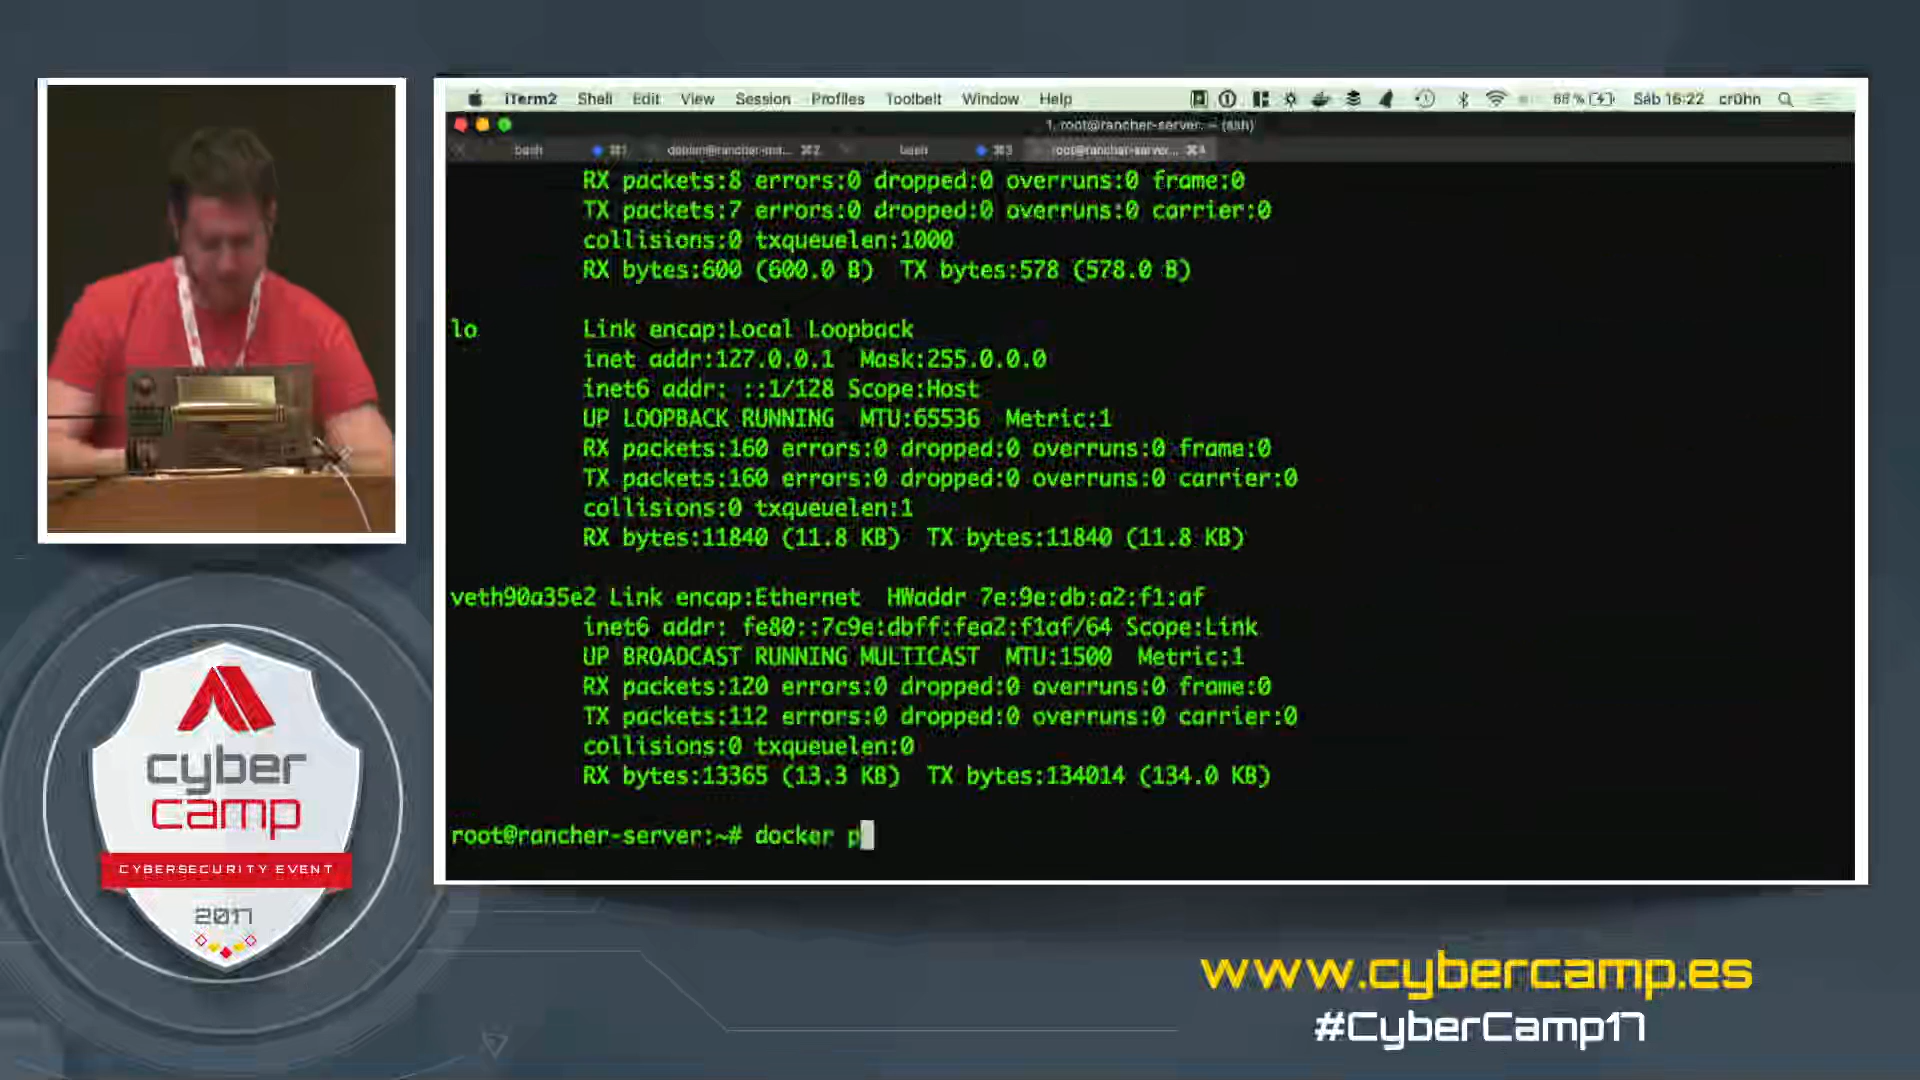 iTerm2 Shell Edit View Session Profiles Toolbelt Window Help 68% Sáb 16:22 cr0hn
1. root@rancher-server: ~ (ssh)
bash ⌘1 ⌘2 bash ⌘3 root@rancher-server... ⌘4
RX packets:8 errors:0 dropped:0 overruns:0 frame:0
TX packets:7 errors:0 dropped:0 overruns:0 carrier:0
collisions:0 txqueuelen:1000
RX bytes:600 (600.0 B) TX bytes:578 (578.0 B)
lo Link encap:Local Loopback
inet addr:127.0.0.1 Mask:255.0.0.0
inet6 addr: ::1/128 Scope:Host
UP LOOPBACK RUNNING MTU:65536 Metric:1
RX packets:160 errors:0 dropped:0 overruns:0 frame:0
TX packets:160 errors:0 dropped:0 overruns:0 carrier:0
collisions:0 txqueuelen:1
RX bytes:11840 (11.8 KB) TX bytes:11840 (11.8 KB)
veth90a35e2 Link encap:Ethernet HWaddr 7e:9e:db:a2:f1:af
inet6 addr: fe80::7c9e:dbff:fea2:f1af/64 Scope:Link
UP BROADCAST RUNNING MULTICAST MTU:1500 Metric:1
RX packets:120 errors:0 dropped:0 overruns:0 frame:0
TX packets:112 errors:0 dropped:0 overruns:0 carrier:0
collisions:0 txqueuelen:0
RX bytes:13365 (13.3 KB) TX bytes:134014 (134.0 KB)
root@rancher-server:~# docker p
cyber
camp
CYBERSECURITY EVENT
2017
www.cybercamp.es
#CyberCamp17